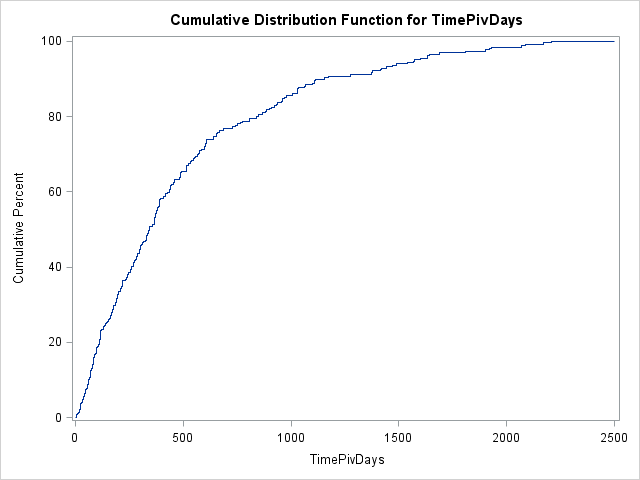 Cumulative Distribution Function for TimePivDays
100
80
60
40
20
0
Cumulative Percent
0 500 1000 1500 2000 2500
TimePivDays